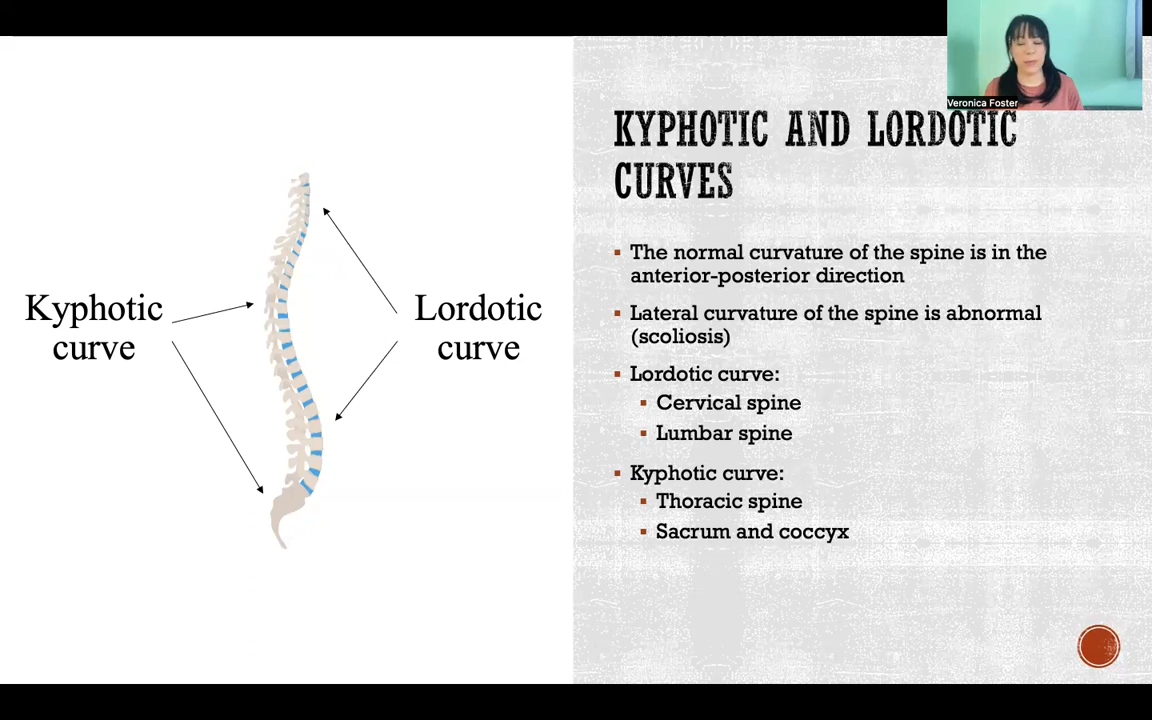 Veronica Foster
KYPHOTIC AND LORDOTIC
CURVES
Kyphotic
curve
Lordotic
curve
▪ The normal curvature of the spine is in the
anterior-posterior direction
▪ Lateral curvature of the spine is abnormal
(scoliosis)
▪ Lordotic curve:
▪ Cervical spine
▪ Lumbar spine
▪ Kyphotic curve:
▪ Thoracic spine
▪ Sacrum and coccyx